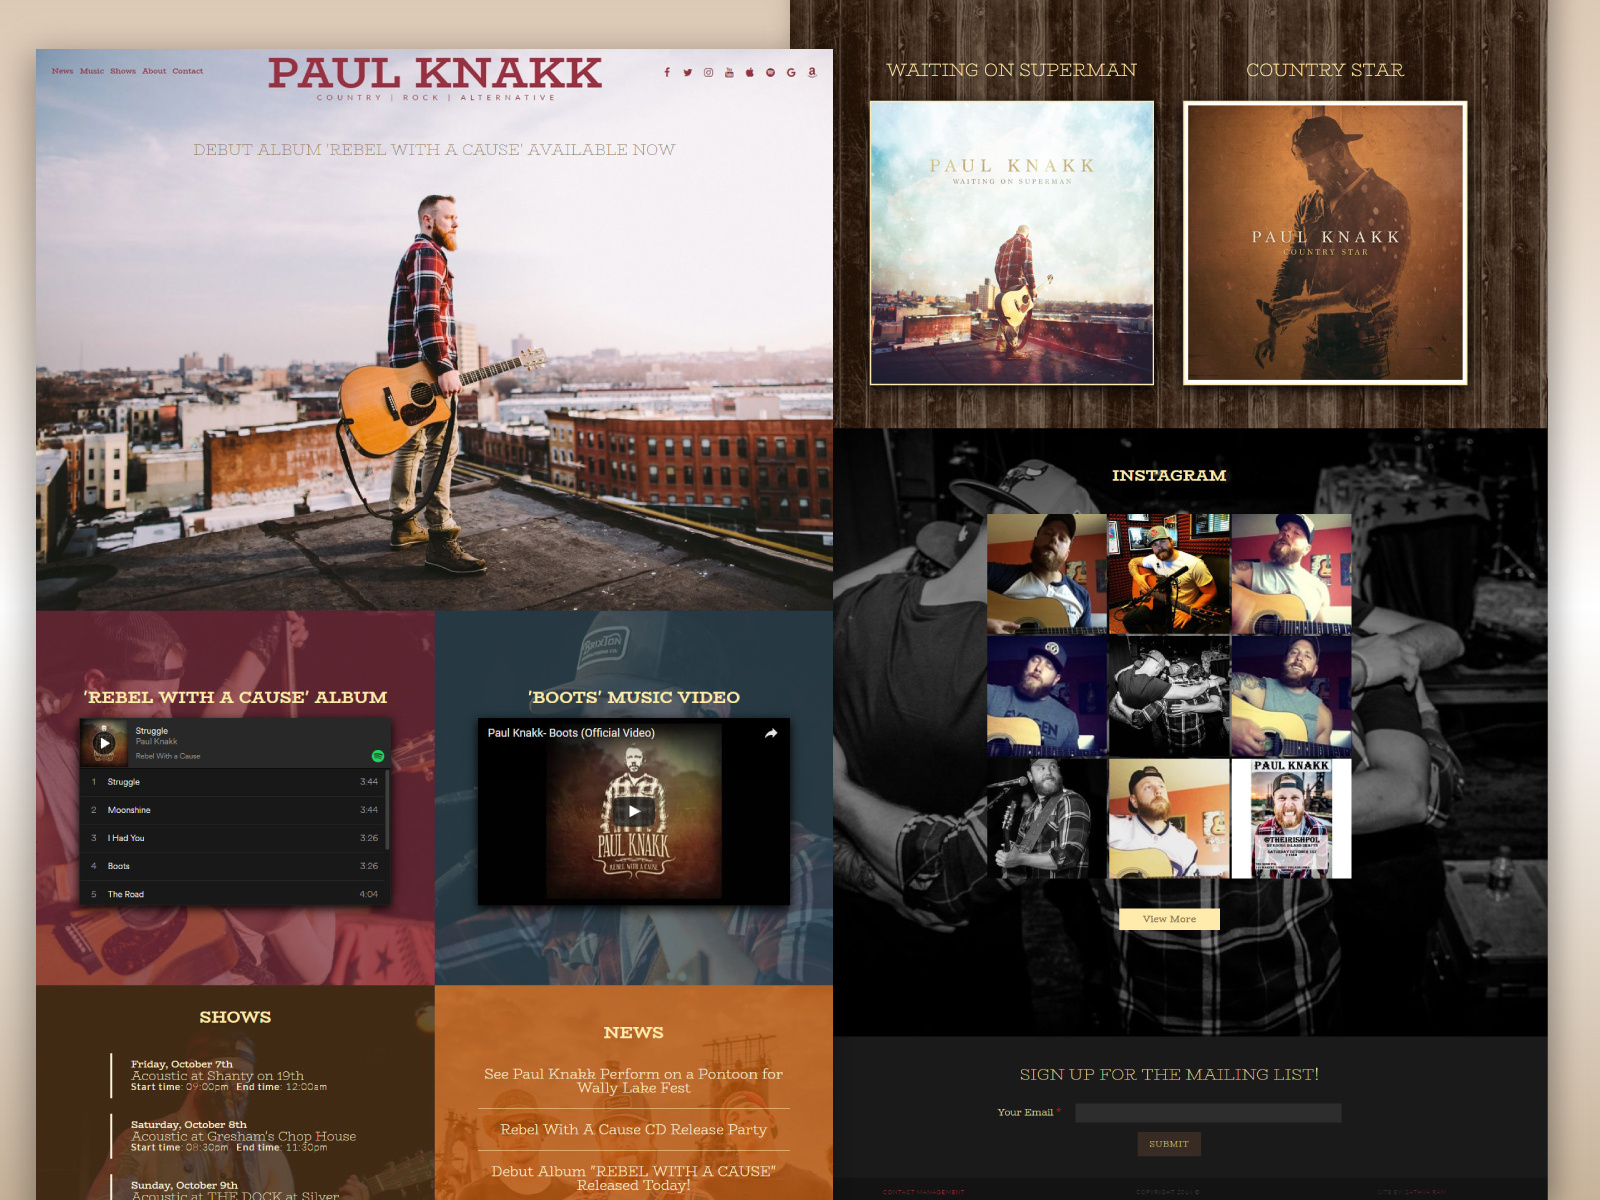 News Music Shows About Contact
PAUL KNAKK
COUNTRY | ROCK | ALTERNATIVE
DEBUT ALBUM 'REBEL WITH A CAUSE' AVAILABLE NOW
'REBEL WITH A CAUSE' ALBUM
Struggle
Paul Knakk
Rebel With a Cause
1 Struggle 3:44
2 Moonshine 3:44
3 I Had You 3:26
4 Boots 3:26
5 The Road 4:04
BRIXTON
'BOOTS' MUSIC VIDEO
Paul Knakk- Boots (Official Video)
PAUL KNAKK
REBEL WITH A CAUSE
SHOWS
Friday, October 7th
Acoustic at Shanty on 19th
Start time: 09:00pm End time: 12:00am
Saturday, October 8th
Acoustic at Gresham's Chop House
Start time: 08:30pm End time: 11:30pm
Sunday, October 9th
Acoustic at THE DOCK at Silver
NEWS
See Paul Knakk Perform on a Pontoon for
Wally Lake Fest
Rebel With A Cause CD Release Party
Debut Album "REBEL WITH A CAUSE"
Released Today!
WAITING ON SUPERMAN
PAUL KNAKK
WAITING ON SUPERMAN
COUNTRY STAR
PAUL KNAKK
COUNTRY STAR
INSTAGRAM
PAUL KNAKK
@THEIRISHPOL
SATURDAY OCTOBER 1ST
View More
SIGN UP FOR THE MAILING LIST!
Your Email *
SUBMIT
CONTACT MANAGEMENT